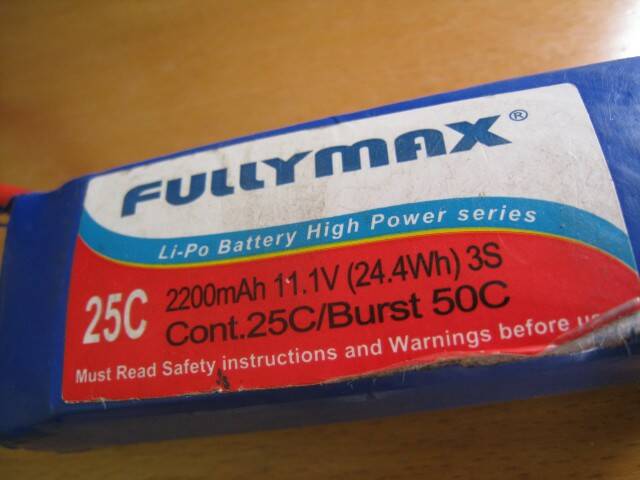 FULLYMAX®
Li-Po Battery High Power series
25C
2200mAh 11.1V (24.4Wh) 3S
Cont.25C/Burst 50C
Must Read Safety instructions and Warnings before